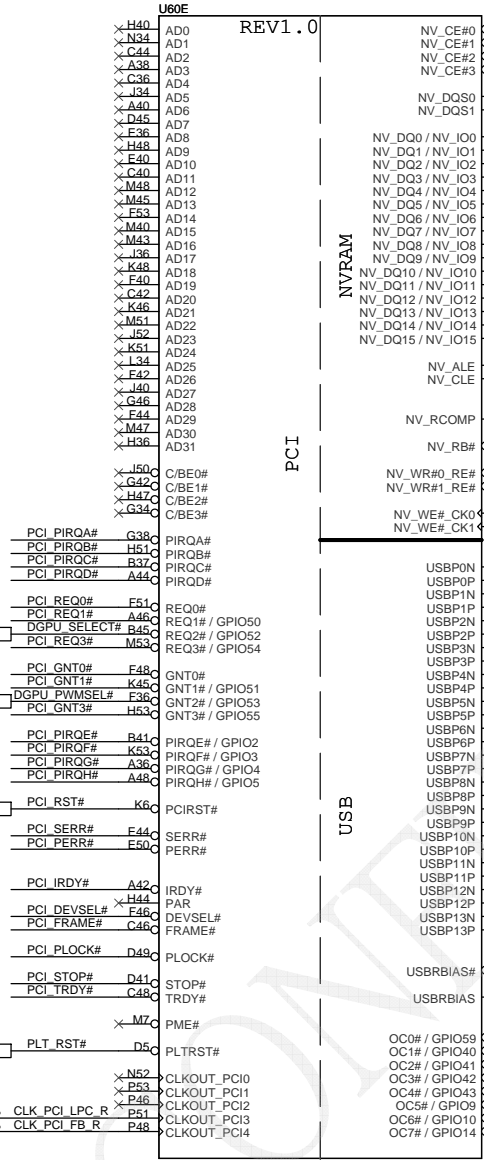 U60E
REV1.0
H40 AD0
N34 AD1
C44 AD2
A38 AD3
C36 AD4
J34 AD5
A40 AD6
D45 AD7
E36 AD8
H48 AD9
E40 AD10
C40 AD11
M48 AD12
M45 AD13
F53 AD14
M40 AD15
M43 AD16
J36 AD17
K48 AD18
F40 AD19
C42 AD20
K46 AD21
M51 AD22
J52 AD23
K51 AD24
L34 AD25
F42 AD26
J40 AD27
G46 AD28
F44 AD29
M47 AD30
H36 AD31
J50 C/BE0#
G42 C/BE1#
H47 C/BE2#
G34 C/BE3#
PCI_PIRQA# G38 PIRQA#
PCI_PIRQB# H51 PIRQB#
PCI_PIRQC# B37 PIRQC#
PCI_PIRQD# A44 PIRQD#
PCI_REQ0# F51 REQ0#
PCI_REQ1# A46 REQ1# / GPIO50
DGPU_SELECT# B45 REQ2# / GPIO52
PCI_REQ3# M53 REQ3# / GPIO54
PCI_GNT0# F48 GNT0#
PCI_GNT1# K45 GNT1# / GPIO51
DGPU_PWMSEL# F36 GNT2# / GPIO53
PCI_GNT3# H53 GNT3# / GPIO55
PCI_PIRQE# B41 PIRQE# / GPIO2
PCI_PIRQF# K53 PIRQF# / GPIO3
PCI_PIRQG# A36 PIRQG# / GPIO4
PCI_PIRQH# A48 PIRQH# / GPIO5
PCI_RST# K6 PCIRST#
PCI_SERR# E44 SERR#
PCI_PERR# E50 PERR#
PCI_IRDY# A42 IRDY#
H44 PAR
PCI_DEVSEL# F46 DEVSEL#
PCI_FRAME# C46 FRAME#
PCI_PLOCK# D49 PLOCK#
PCI_STOP# D41 STOP#
PCI_TRDY# C48 TRDY#
M7 PME#
PLT_RST# D5 PLTRST#
N52 CLKOUT_PCI0
P53 CLKOUT_PCI1
P46 CLKOUT_PCI2
CLK_PCI_LPC_R P51 CLKOUT_PCI3
CLK_PCI_FB_R P48 CLKOUT_PCI4
PCI
NVRAM
USB
NV_CE#0
NV_CE#1
NV_CE#2
NV_CE#3
NV_DQS0
NV_DQS1
NV_DQ0 / NV_IO0
NV_DQ1 / NV_IO1
NV_DQ2 / NV_IO2
NV_DQ3 / NV_IO3
NV_DQ4 / NV_IO4
NV_DQ5 / NV_IO5
NV_DQ6 / NV_IO6
NV_DQ7 / NV_IO7
NV_DQ8 / NV_IO8
NV_DQ9 / NV_IO9
NV_DQ10 / NV_IO10
NV_DQ11 / NV_IO11
NV_DQ12 / NV_IO12
NV_DQ13 / NV_IO13
NV_DQ14 / NV_IO14
NV_DQ15 / NV_IO15
NV_ALE
NV_CLE
NV_RCOMP
NV_RB#
NV_WR#0_RE#
NV_WR#1_RE#
NV_WE#_CK0
NV_WE#_CK1
USBP0N
USBP0P
USBP1N
USBP1P
USBP2N
USBP2P
USBP3N
USBP3P
USBP4N
USBP4P
USBP5N
USBP5P
USBP6N
USBP6P
USBP7N
USBP7P
USBP8N
USBP8P
USBP9N
USBP9P
USBP10N
USBP10P
USBP11N
USBP11P
USBP12N
USBP12P
USBP13N
USBP13P
USBRBIAS#
USBRBIAS
OC0# / GPIO59
OC1# / GPIO40
OC2# / GPIO41
OC3# / GPIO42
OC4# / GPIO43
OC5# / GPIO9
OC6# / GPIO10
OC7# / GPIO14